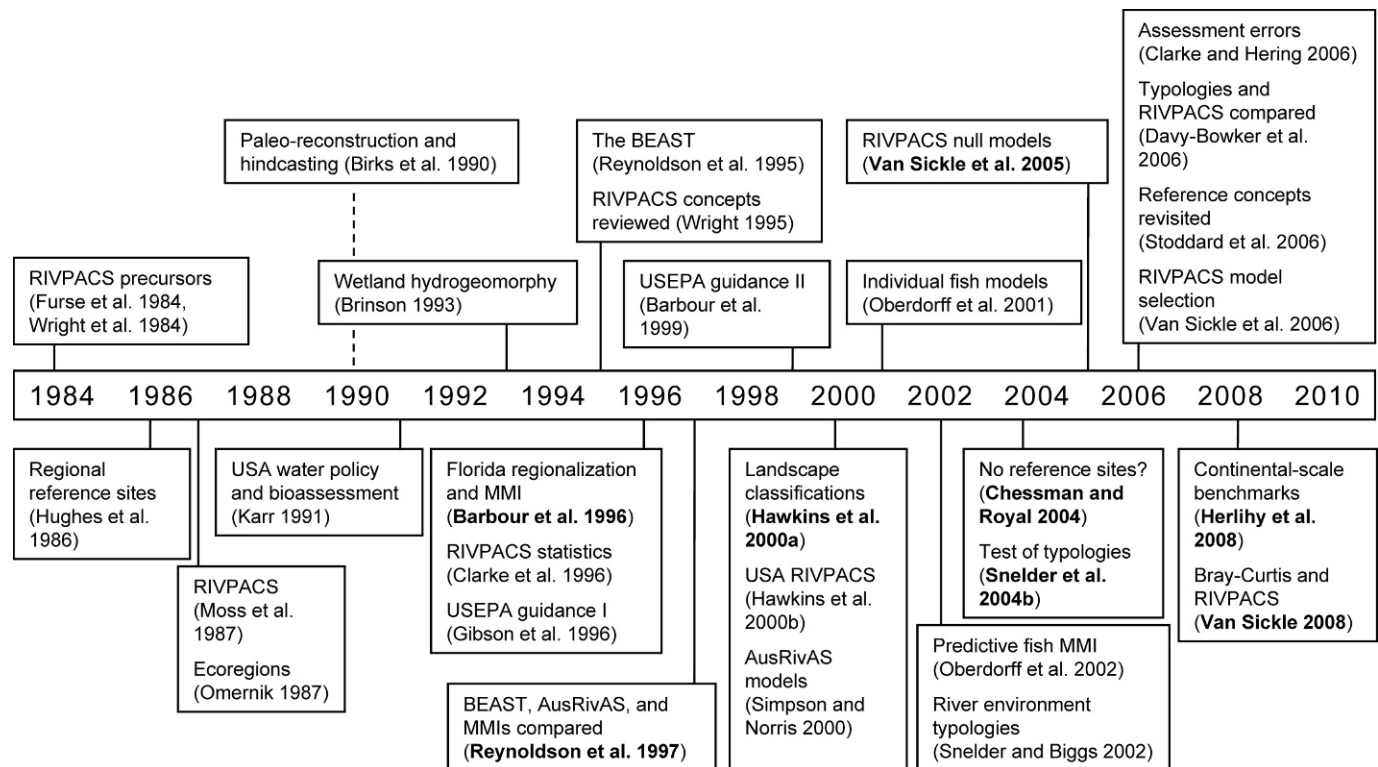 Assessment errors
(Clarke and Hering 2006)
Typologies and
RIVPACS compared
(Davy-Bowker et al.
2006)
Reference concepts
revisited
(Stoddard et al. 2006)
RIVPACS model
selection
(Van Sickle et al. 2006)
Paleo-reconstruction and
hindcasting (Birks et al. 1990)
The BEAST
(Reynoldson et al. 1995)
RIVPACS concepts
reviewed (Wright 1995)
RIVPACS null models
(Van Sickle et al. 2005)
RIVPACS precursors
(Furse et al. 1984,
Wright et al. 1984)
Wetland hydrogeomorphy
(Brinson 1993)
USEPA guidance II
(Barbour et al.
1999)
Individual fish models
(Oberdorff et al. 2001)
1984 1986 1988 1990 1992 1994 1996 1998 2000 2002 2004 2006 2008 2010
Regional
reference sites
(Hughes et al.
1986)
RIVPACS
(Moss et al.
1987)
Ecoregions
(Omernik 1987)
USA water policy
and bioassessment
(Karr 1991)
Florida regionalization
and MMI
(Barbour et al. 1996)
RIVPACS statistics
(Clarke et al. 1996)
USEPA guidance I
(Gibson et al. 1996)
BEAST, AusRivAS, and
MMIs compared
(Reynoldson et al. 1997)
Landscape
classifications
(Hawkins et al.
2000a)
USA RIVPACS
(Hawkins et al.
2000b)
AusRivAS
models
(Simpson and
Norris 2000)
Predictive fish MMI
(Oberdorff et al. 2002)
River environment
typologies
(Snelder and Biggs 2002)
No reference sites?
(Chessman and
Royal 2004)
Test of typologies
(Snelder et al.
2004b)
Continental-scale
benchmarks
(Herlihy et al.
2008)
Bray-Curtis and
RIVPACS
(Van Sickle 2008)